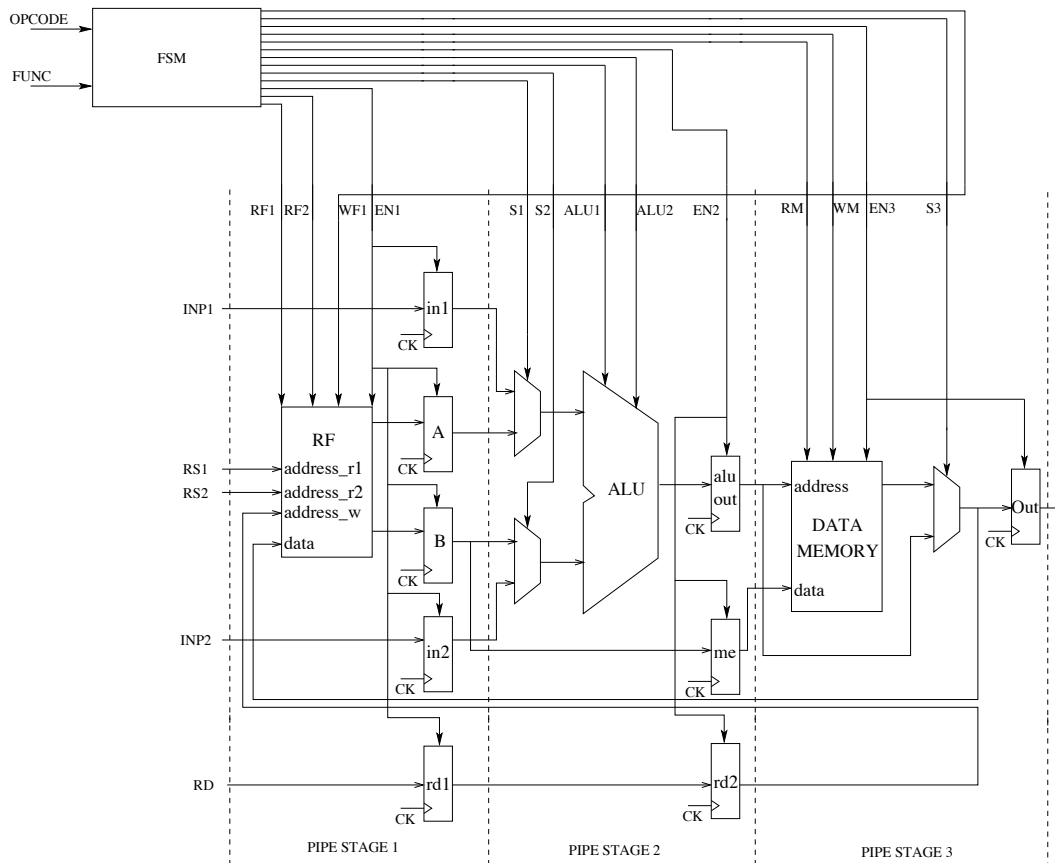 OPCODE
FSM
FUNC
RF1 RF2 WF1 EN1 S1 S2 ALU1 ALU2 EN2 RM WM EN3 S3
INP1
in1
CK
RF
A
CK
RS1
address_r1
RS2
address_r2
address_w
data
B
CK
ALU
alu
out
CK
address
DATA
MEMORY
data
Out
CK
INP2
in2
CK
me
CK
RD
rd1
CK
rd2
CK
PIPE STAGE 1
PIPE STAGE 2
PIPE STAGE 3